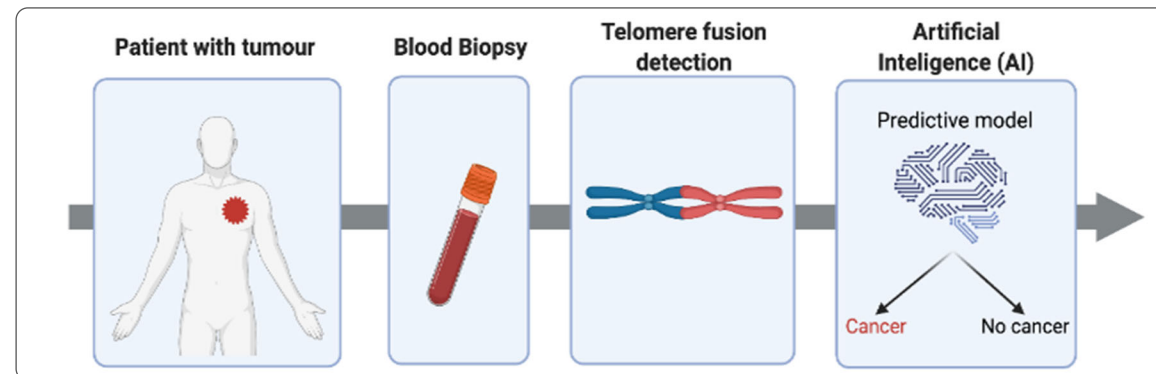 Patient with tumour
Blood Biopsy
Telomere fusion
detection
Artificial
Inteligence (AI)
Predictive model
Cancer
No cancer